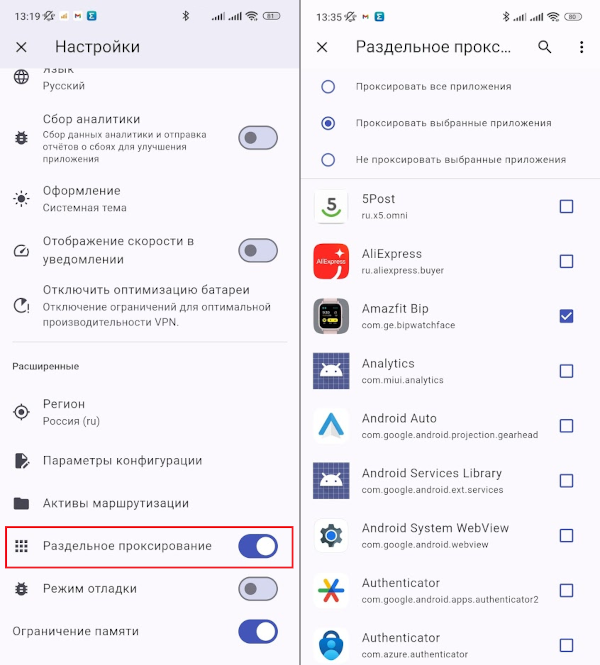 13:19
81
Настройки
Язык
Русский
Сбор аналитики
Сбор данных аналитики и отправка
отчётов о сбоях для улучшения
приложения
Оформление
Системная тема
Отображение скорости в
уведомлении
Отключить оптимизацию батареи
Отключение ограничений для оптимальной
производительности VPN.
Расширенные
Регион
Россия (ru)
Параметры конфигурации
Активы маршрутизации
Раздельное проксирование
Режим отладки
Ограничение памяти
13:35
80
Раздельное прокс...
Проксировать все приложения
Проксировать выбранные приложения
Не проксировать выбранные приложения
5
5Post
ru.x5.omni
AliExpress
AliExpress
ru.aliexpress.buyer
Amazfit Bip
com.ge.bipwatchface
Analytics
com.miui.analytics
Android Auto
com.google.android.projection.gearhead
Android Services Library
com.google.android.ext.services
Android System WebView
com.google.android.webview
Authenticator
com.google.android.apps.authenticator2
Authenticator
com.azure.authenticator